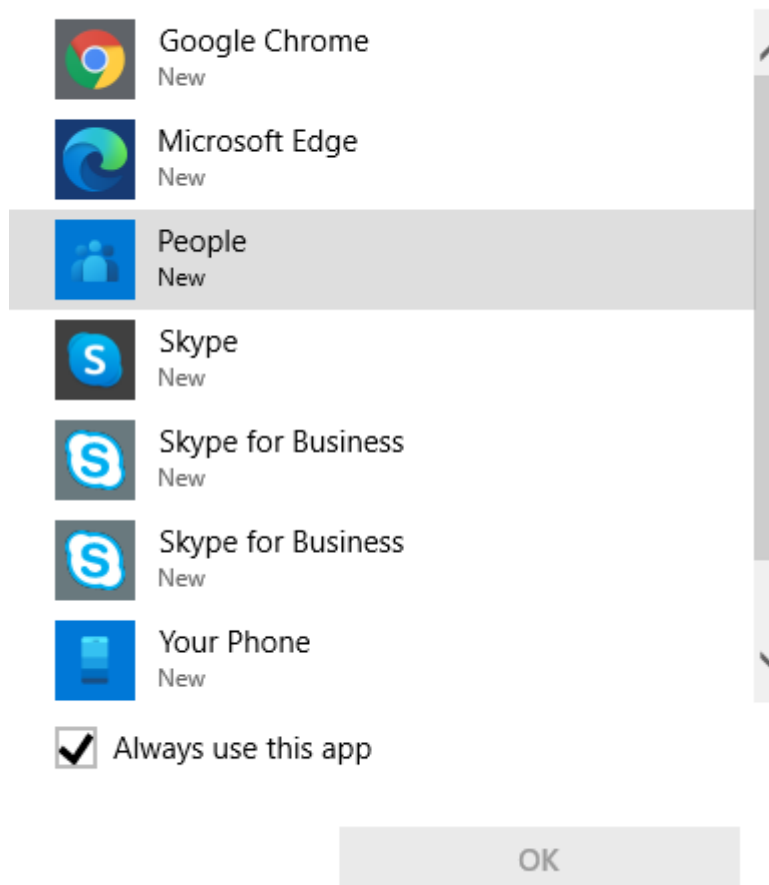 Google Chrome
New
Microsoft Edge
New
People
New
Skype
New
Skype for Business
New
Skype for Business
New
Your Phone
New
Always use this app
OK